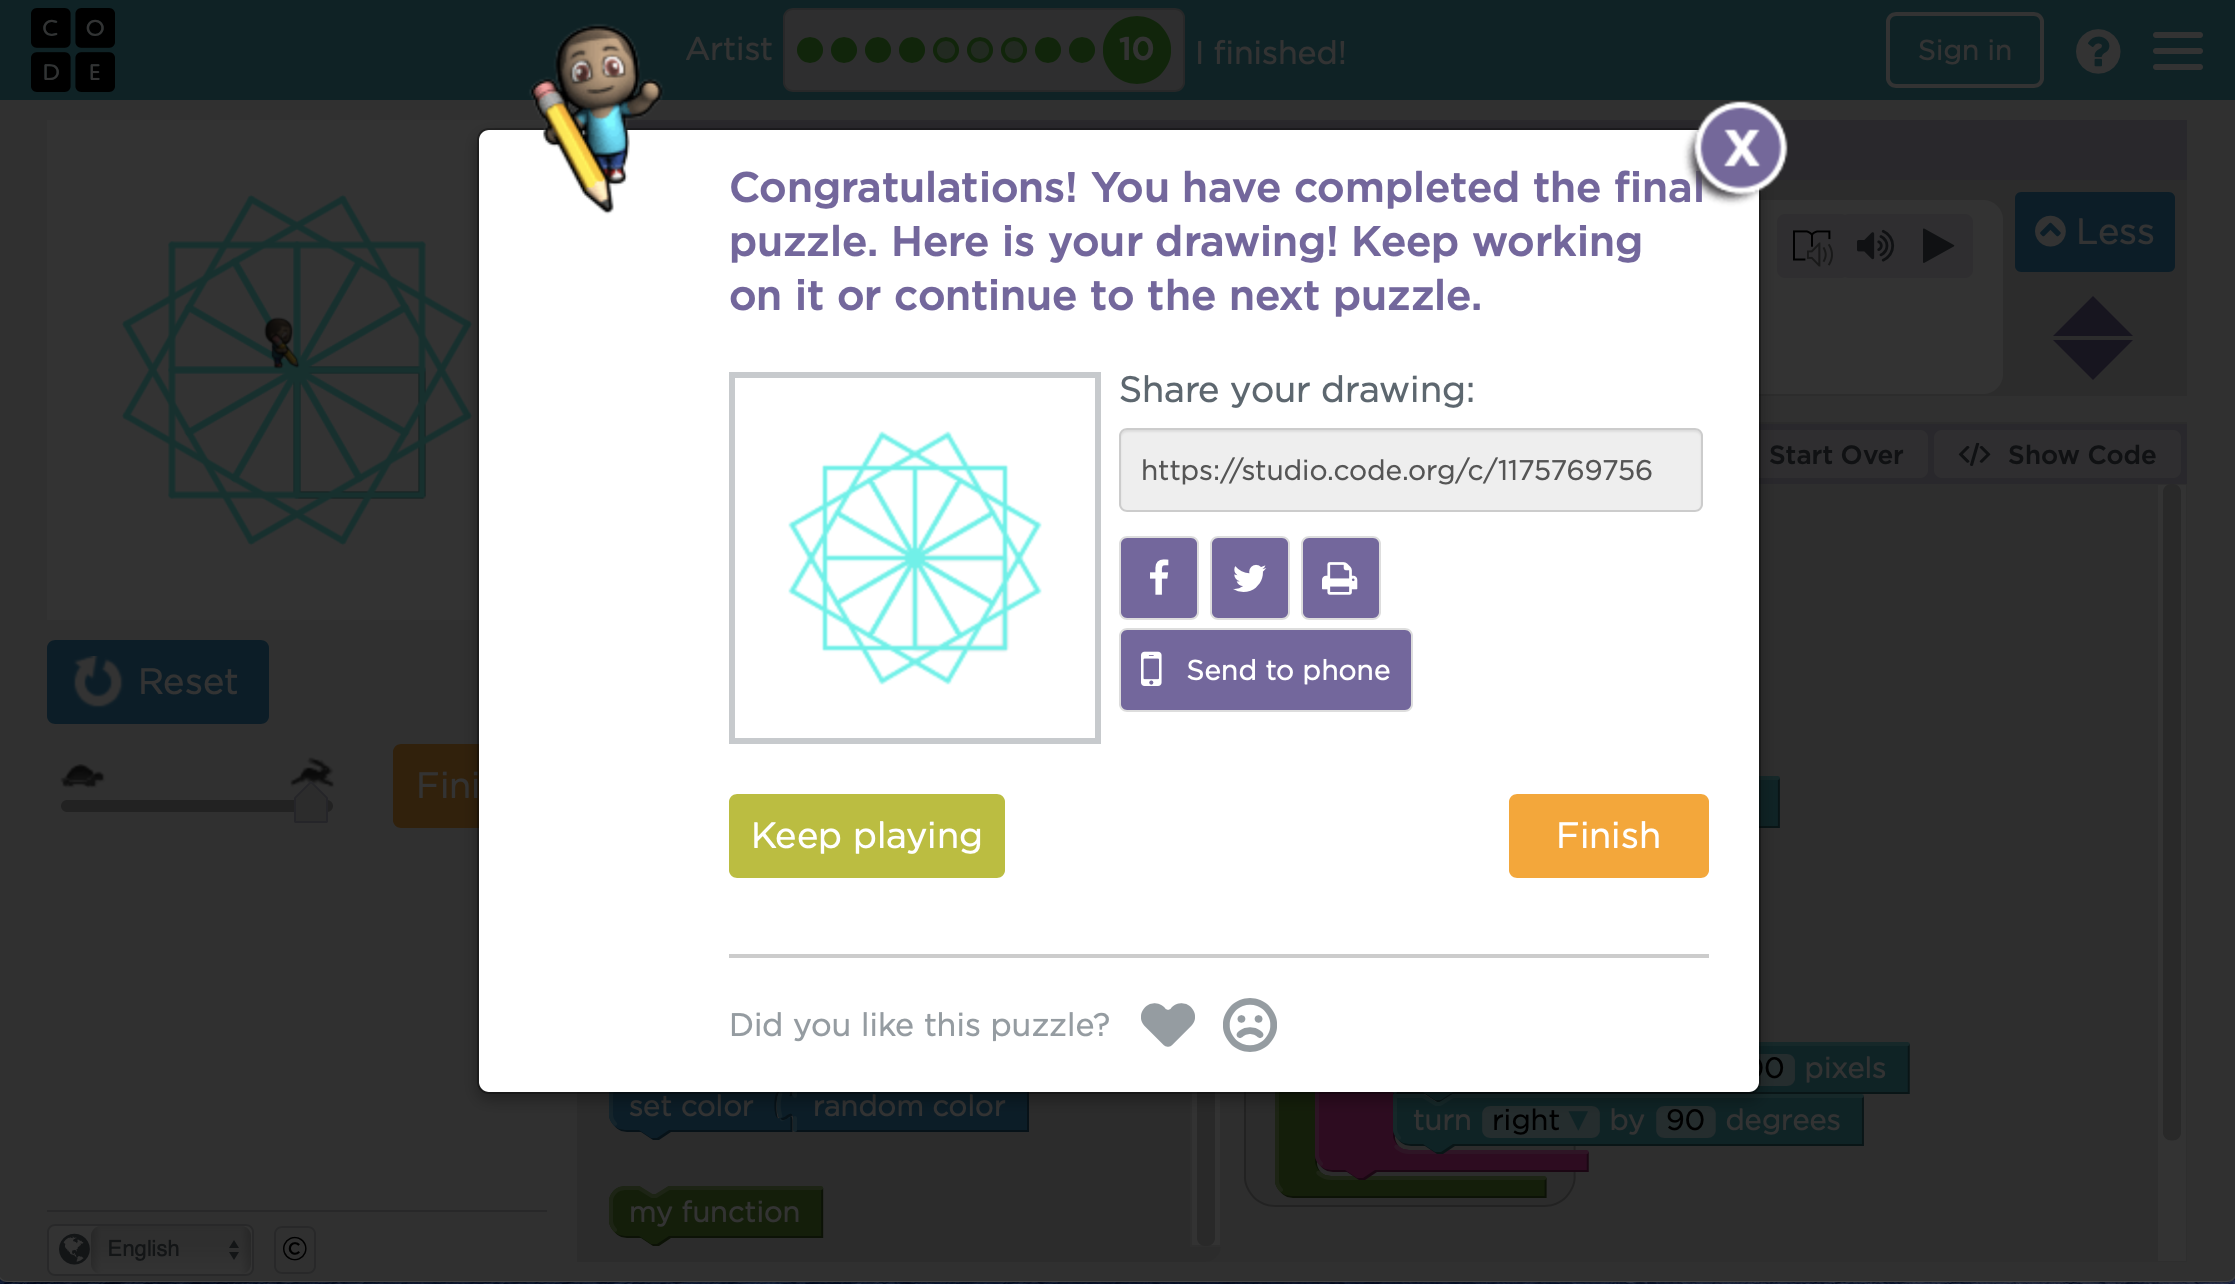 CODE
Artist
10
I finished!
Sign in
?
X
Congratulations! You have completed the final
puzzle. Here is your drawing! Keep working
on it or continue to the next puzzle.
Less
Share your drawing:
https://studio.code.org/c/1175769756
Start Over
</> Show Code
f
Send to phone
Reset
Fini
Keep playing
Finish
Did you like this puzzle?
0 pixels
set color random color
turn right by 90 degrees
my function
English
©